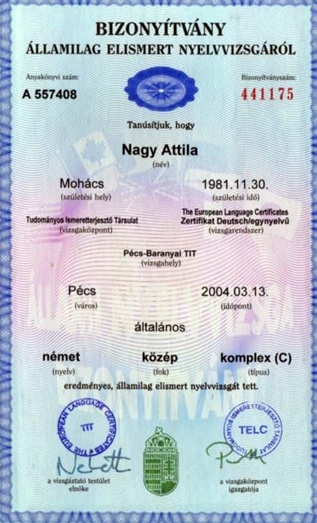 BIZONYÍTVÁNY
ÁLLAMILAG ELISMERT NYELVVIZSGÁRÓL
Anyakönyvi szám:
Bizonyítványszám:
A 557408
441175
Tanúsítjuk, hogy
Nagy Attila
(név)
Mohács
1981.11.30.
(születési hely)
(születési idő)
Tudományos Ismeretterjesztő Társulat
The European Language Certificates
Zertifikat Deutsch/egynyelvű
(vizsgaközpont)
(vizsgarendszer)
Pécs-Baranyai TIT
(vizsgahely)
Pécs
2004.03.13.
(város)
(időpont)
általános
német
közép
komplex (C)
(nyelv)
(fok)
(típus)
eredményes, államilag elismert nyelvvizsgát tett.
THE EUROPEAN LANGUAGE CERTIFICATES
TIT
TUDOMÁNYOS ISMERETTERJESZTŐ TÁRSULAT
TELC
a vizsgáztató testület
elnöke
a vizsgaközpont
igazgatója